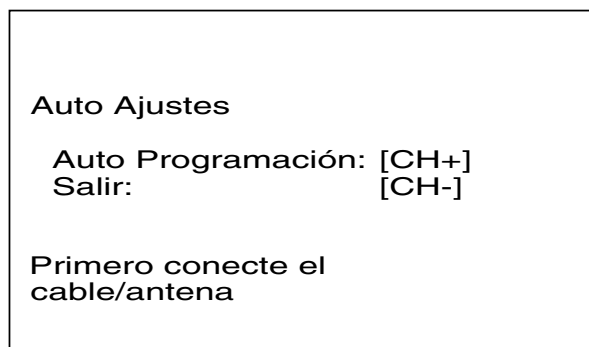 Auto Ajustes
Auto Programación: [CH+]
Salir: [CH-]
Primero conecte el
cable/antena